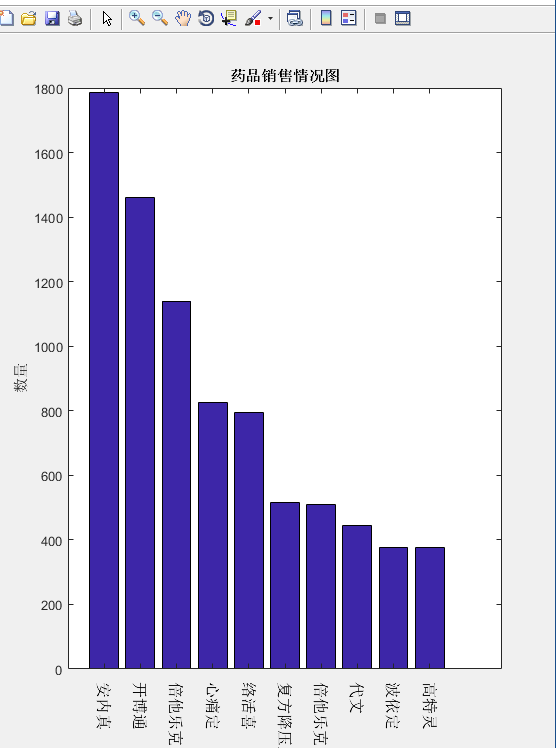 药品销售情况图
1800
1600
1400
1200
1000
800
600
400
200
0
数量
安内真
开博通
倍他乐克
心痛定
络活喜
复方降压
倍他乐克
代文
波依定
高特灵